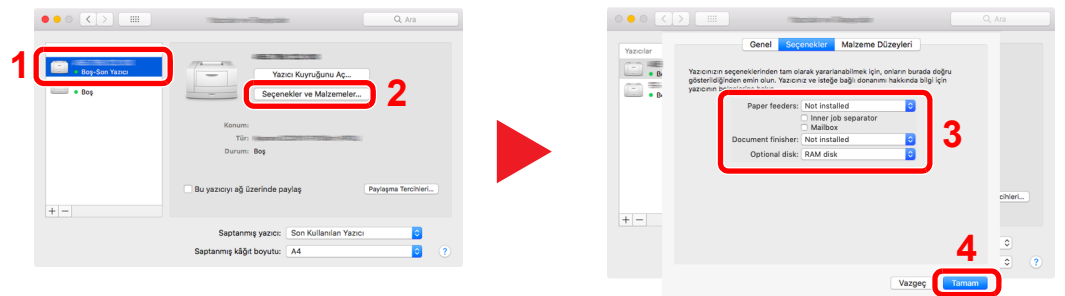 Ara
1
Boş-Son Yazıcı
Boş
Yazıcı Kuyruğunu Aç...
Seçenekler ve Malzemeler...
2
Konum:
Tür:
Durum: Boş
Bu yazıcıyı ağ üzerinde paylaş
Paylaşma Tercihleri...
+ −
Saptanmış yazıcı: Son Kullanılan Yazıcı
Saptanmış kâğıt boyutu: A4
?
Ara
Yazıcılar
Genel Seçenekler Malzeme Düzeyleri
Yazıcınızın seçeneklerinden tam olarak yararlanabilmek için, onların burada doğru
gösterildiğinden emin olun. Yazıcınız ve isteğe bağlı donanımı hakkında bilgi için
yazıcının
Paper feeders: Not installed
Inner job separator
Mailbox
Document finisher: Not installed
Optional disk: RAM disk
3
+ −
?
4
Vazgeç Tamam